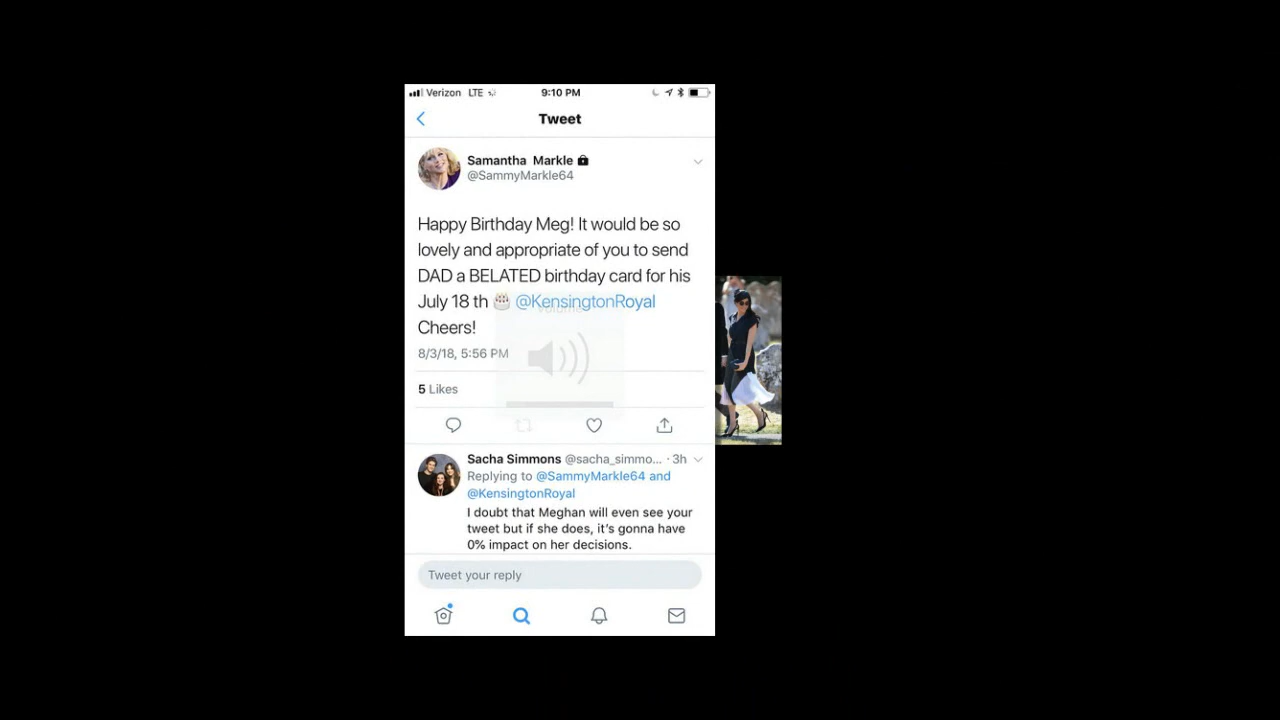 Verizon LTE 9:10 PM
Tweet
Samantha Markle
@SammyMarkle64
Happy Birthday Meg! It would be so
lovely and appropriate of you to send
DAD a BELATED birthday card for his
July 18 th 🎂 @KensingtonRoyal
Cheers!
8/3/18, 5:56 PM
5 Likes
Sacha Simmons @sacha_simmo... · 3h
Replying to @SammyMarkle64 and
@KensingtonRoyal
I doubt that Meghan will even see your
tweet but if she does, it's gonna have
0% impact on her decisions.
Tweet your reply